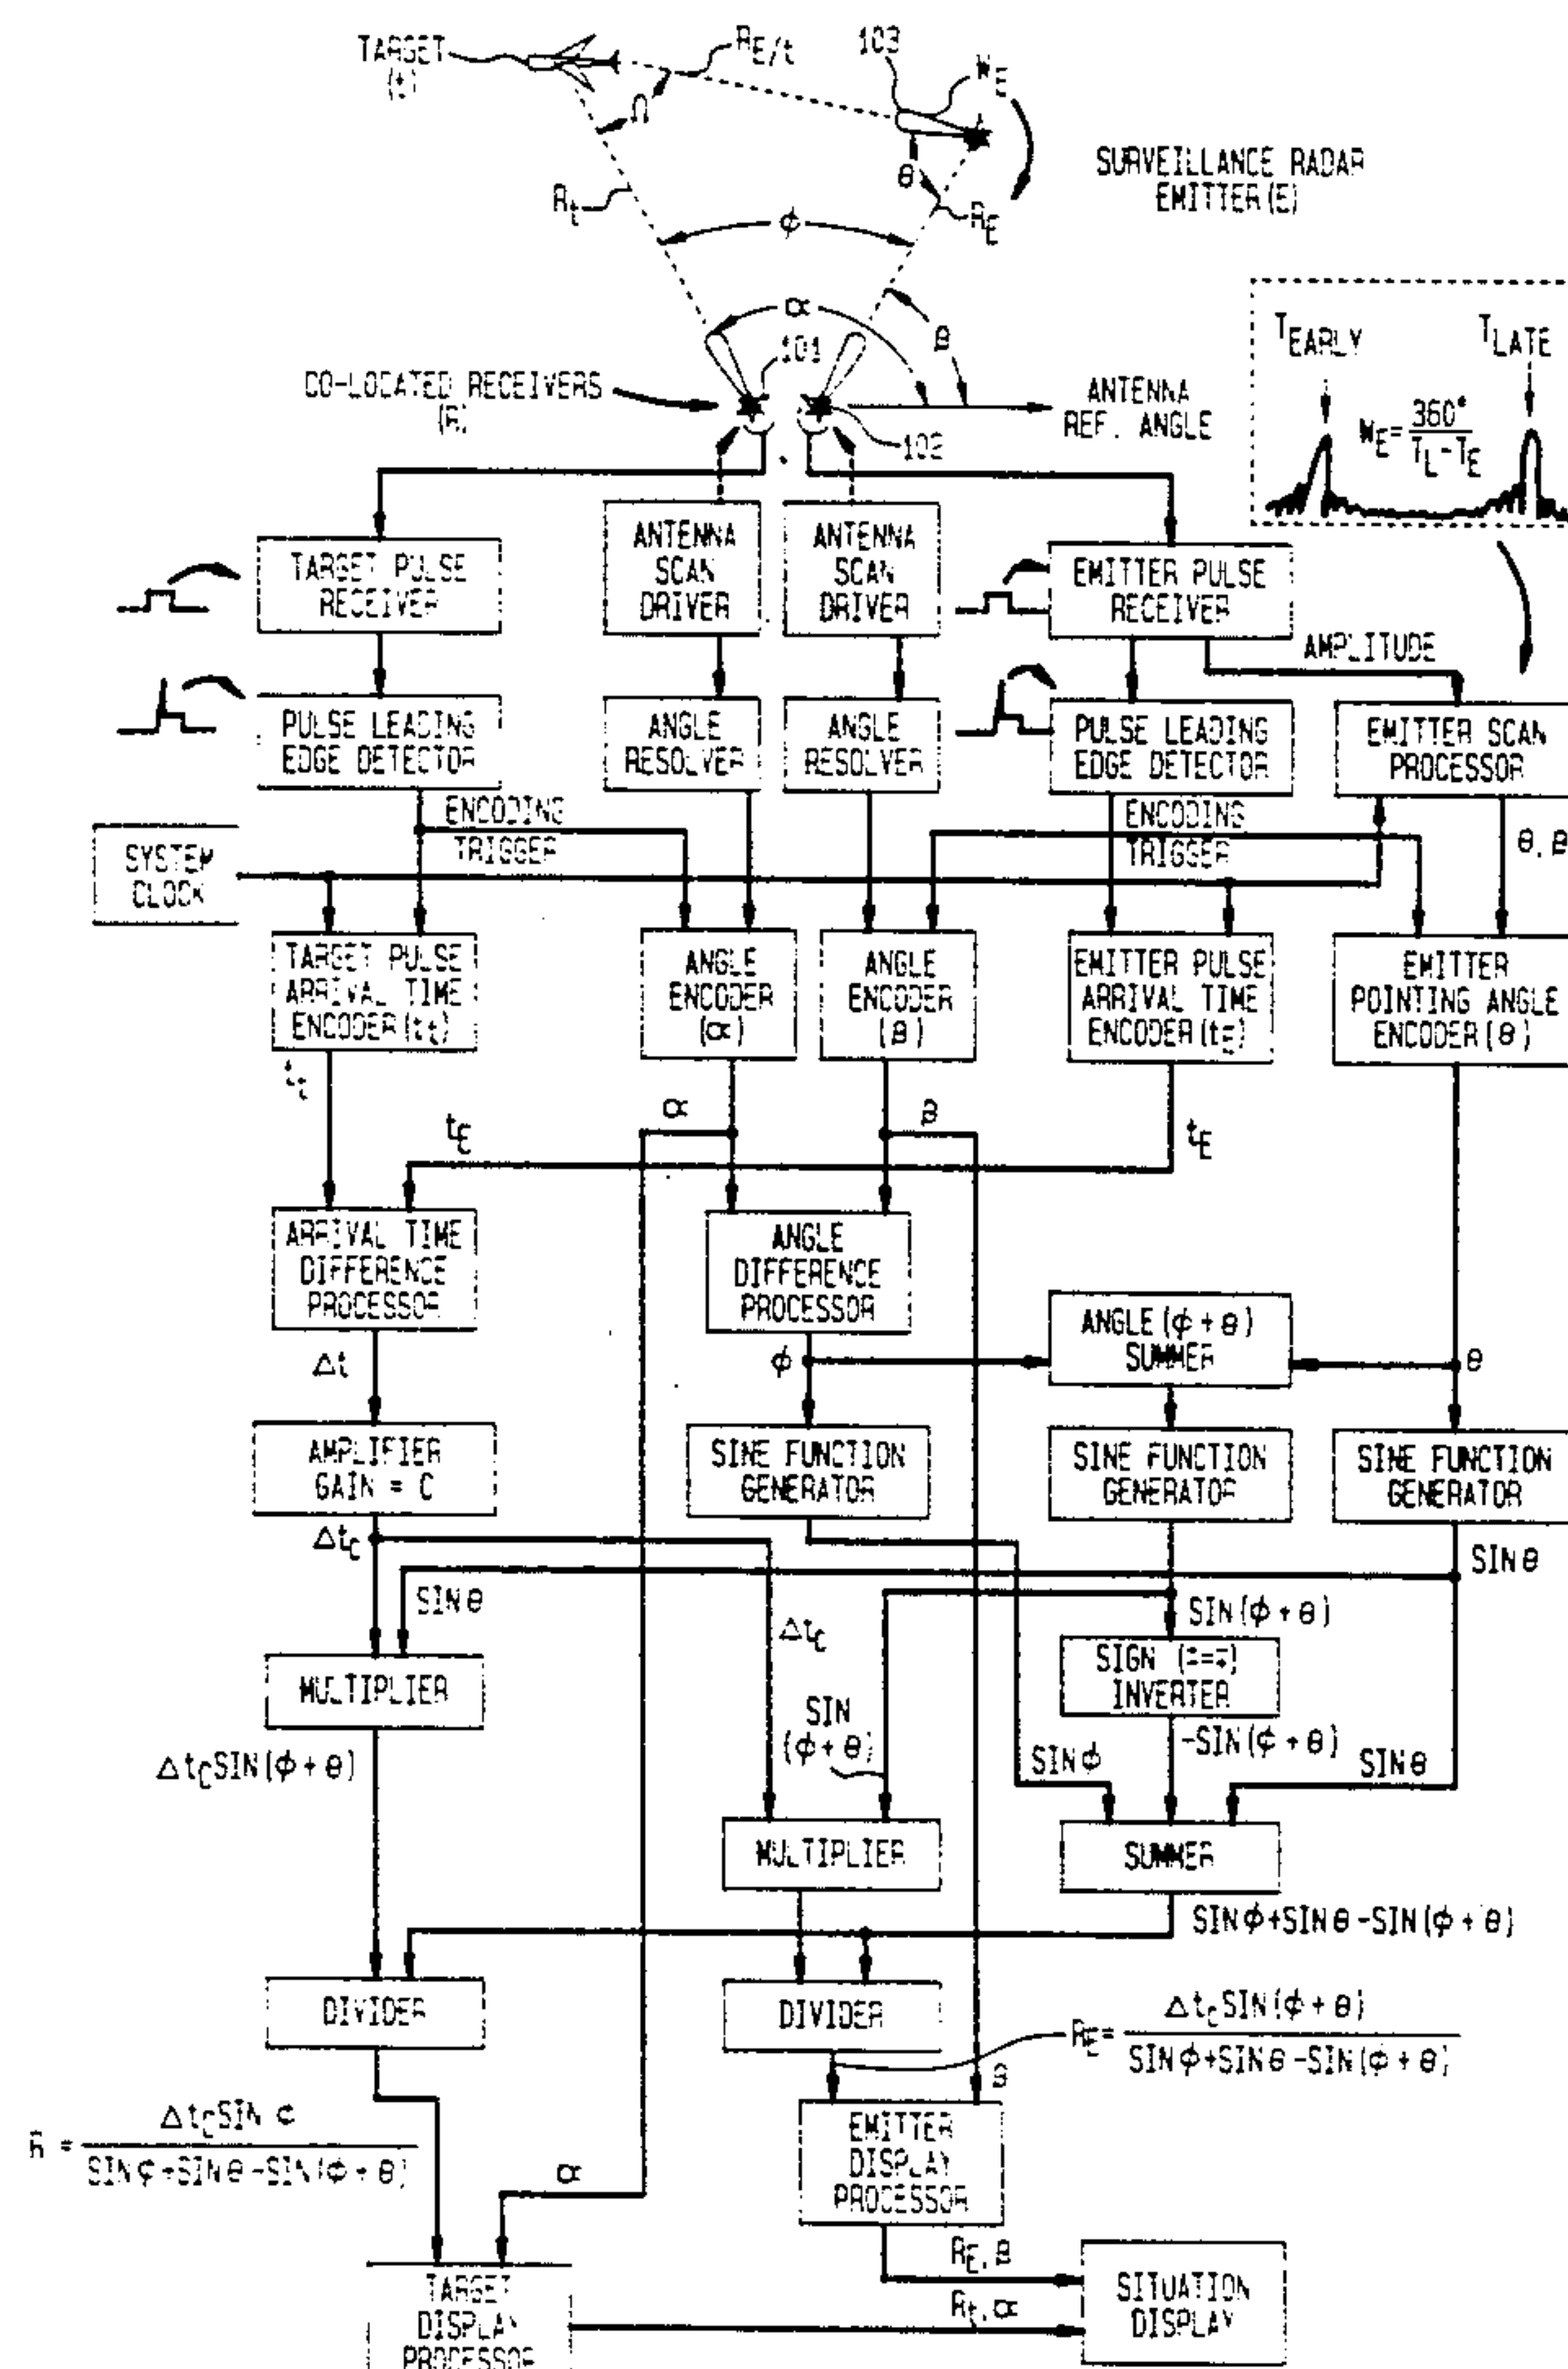 TARGET
(t)
R_E/t
103
W_E
Ω
θ
SURVEILLANCE RADAR
EMITTER (E)
R_t
R_E
ϕ
α
β
101
CO-LOCATED RECEIVERS
(R)
ANTENNA
REF. ANGLE
102
T_EARLY
T_LATE
W_E = 360° / T_L - T_E
TARGET PULSE
RECEIVER
ANTENNA
SCAN
DRIVER
ANTENNA
SCAN
DRIVER
EMITTER PULSE
RECEIVER
AMPLITUDE
PULSE LEADING
EDGE DETECTOR
ANGLE
RESOLVER
ANGLE
RESOLVER
PULSE LEADING
EDGE DETECTOR
EMITTER SCAN
PROCESSOR
ENCODING
TRIGGER
ENCODING
TRIGGER
θ, β
SYSTEM
CLOCK
TARGET PULSE
ARRIVAL TIME
ENCODER (t_t)
ANGLE
ENCODER
(α)
ANGLE
ENCODER
(β)
EMITTER PULSE
ARRIVAL TIME
ENCODER (t_E)
EMITTER
POINTING ANGLE
ENCODER (θ)
t_t
t_E
α
β
t_E
ARRIVAL TIME
DIFFERENCE
PROCESSOR
ANGLE
DIFFERENCE
PROCESSOR
ANGLE (ϕ + θ)
SUMMER
Δt
ϕ
θ
AMPLIFIER
GAIN = C
SINE FUNCTION
GENERATOR
SINE FUNCTION
GENERATOR
SINE FUNCTION
GENERATOR
Δt_C
SIN θ
SIN θ
SIN (ϕ + θ)
Δt_C
MULTIPLIER
SIGN
INVERTER
SIN
(ϕ + θ)
-SIN (ϕ + θ)
Δt_C SIN (ϕ + θ)
SIN ϕ
SIN θ
MULTIPLIER
SUMMER
SIN ϕ + SIN θ - SIN (ϕ + θ)
DIVIDER
DIVIDER
R_E = Δt_C SIN (ϕ + θ) / SIN ϕ + SIN θ - SIN (ϕ + θ)
β
= Δt_C SIN / SIN ϕ + SIN θ - SIN (ϕ + θ)
α
EMITTER
DISPLAY
PROCESSOR
R_E, β
R_t, α
TARGET
DISPLAY
PROCESSOR
SITUATION
DISPLAY